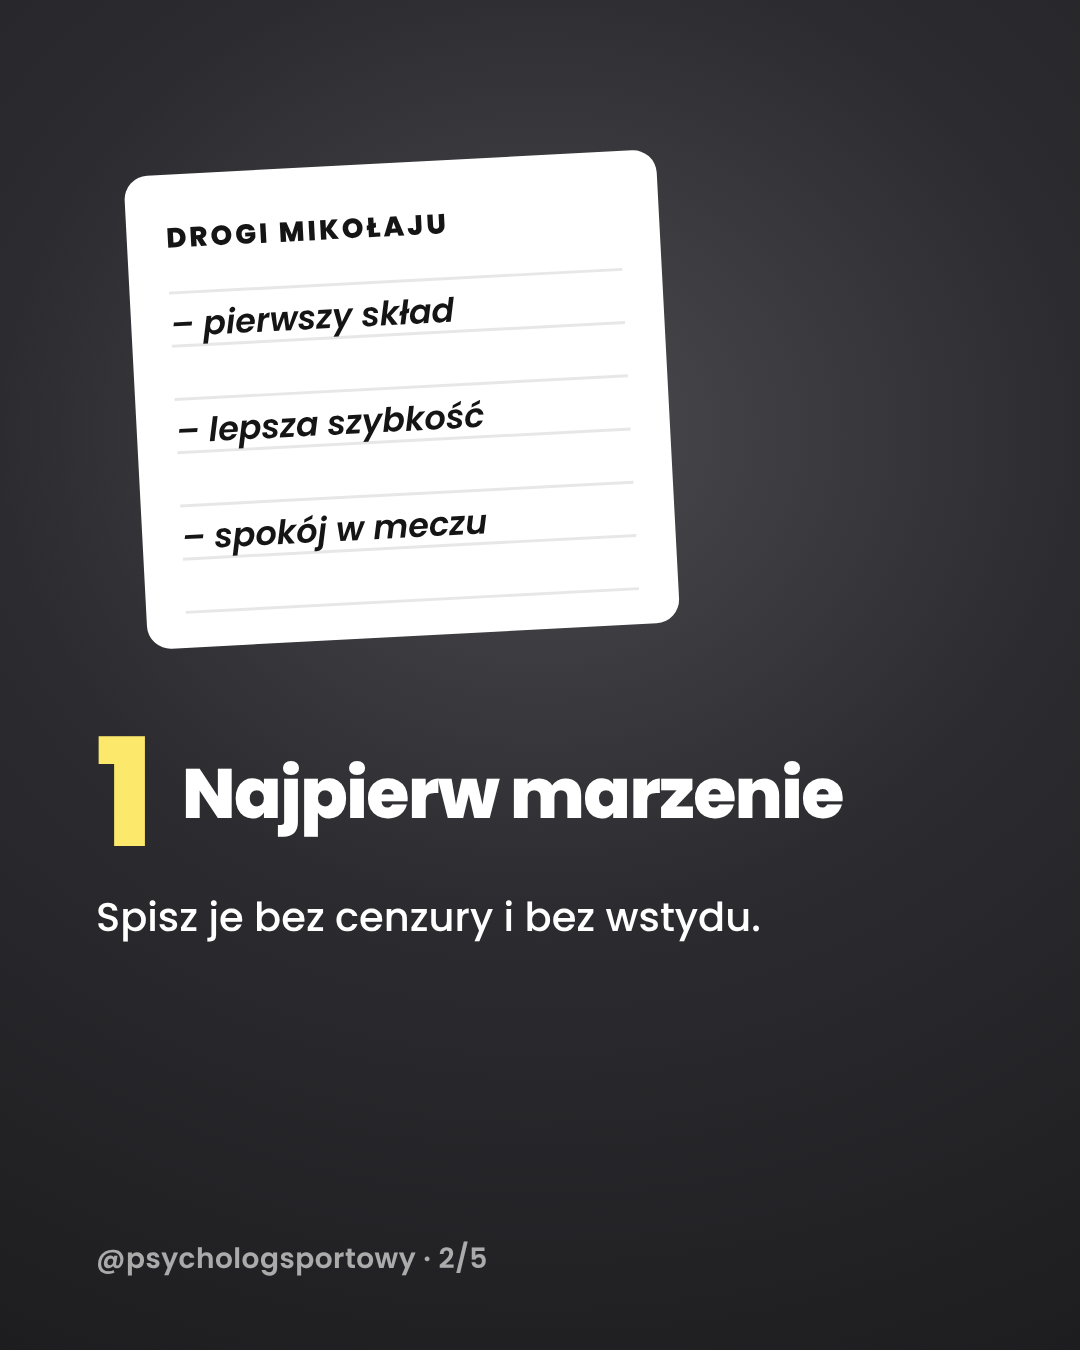 DROGI MIKOŁAJU
– pierwszy skład
– lepsza szybkość
– spokój w meczu
1 Najpierw marzenie
Spisz je bez cenzury i bez wstydu.
@psychologsportowy · 2/5